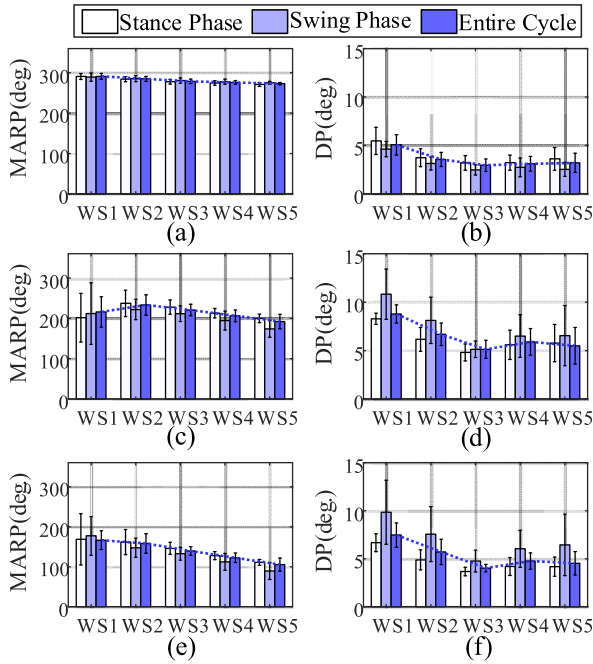 Stance Phase Swing Phase Entire Cycle
MARP(deg) 300 200 100 0
WS1 WS2 WS3 WS4 WS5
(a)
DP(deg) 15 10 5 0
WS1 WS2 WS3 WS4 WS5
(b)
MARP(deg) 300 200 100 0
WS1 WS2 WS3 WS4 WS5
(c)
DP(deg) 15 10 5 0
WS1 WS2 WS3 WS4 WS5
(d)
MARP(deg) 300 200 100 0
WS1 WS2 WS3 WS4 WS5
(e)
DP(deg) 15 10 5 0
WS1 WS2 WS3 WS4 WS5
(f)